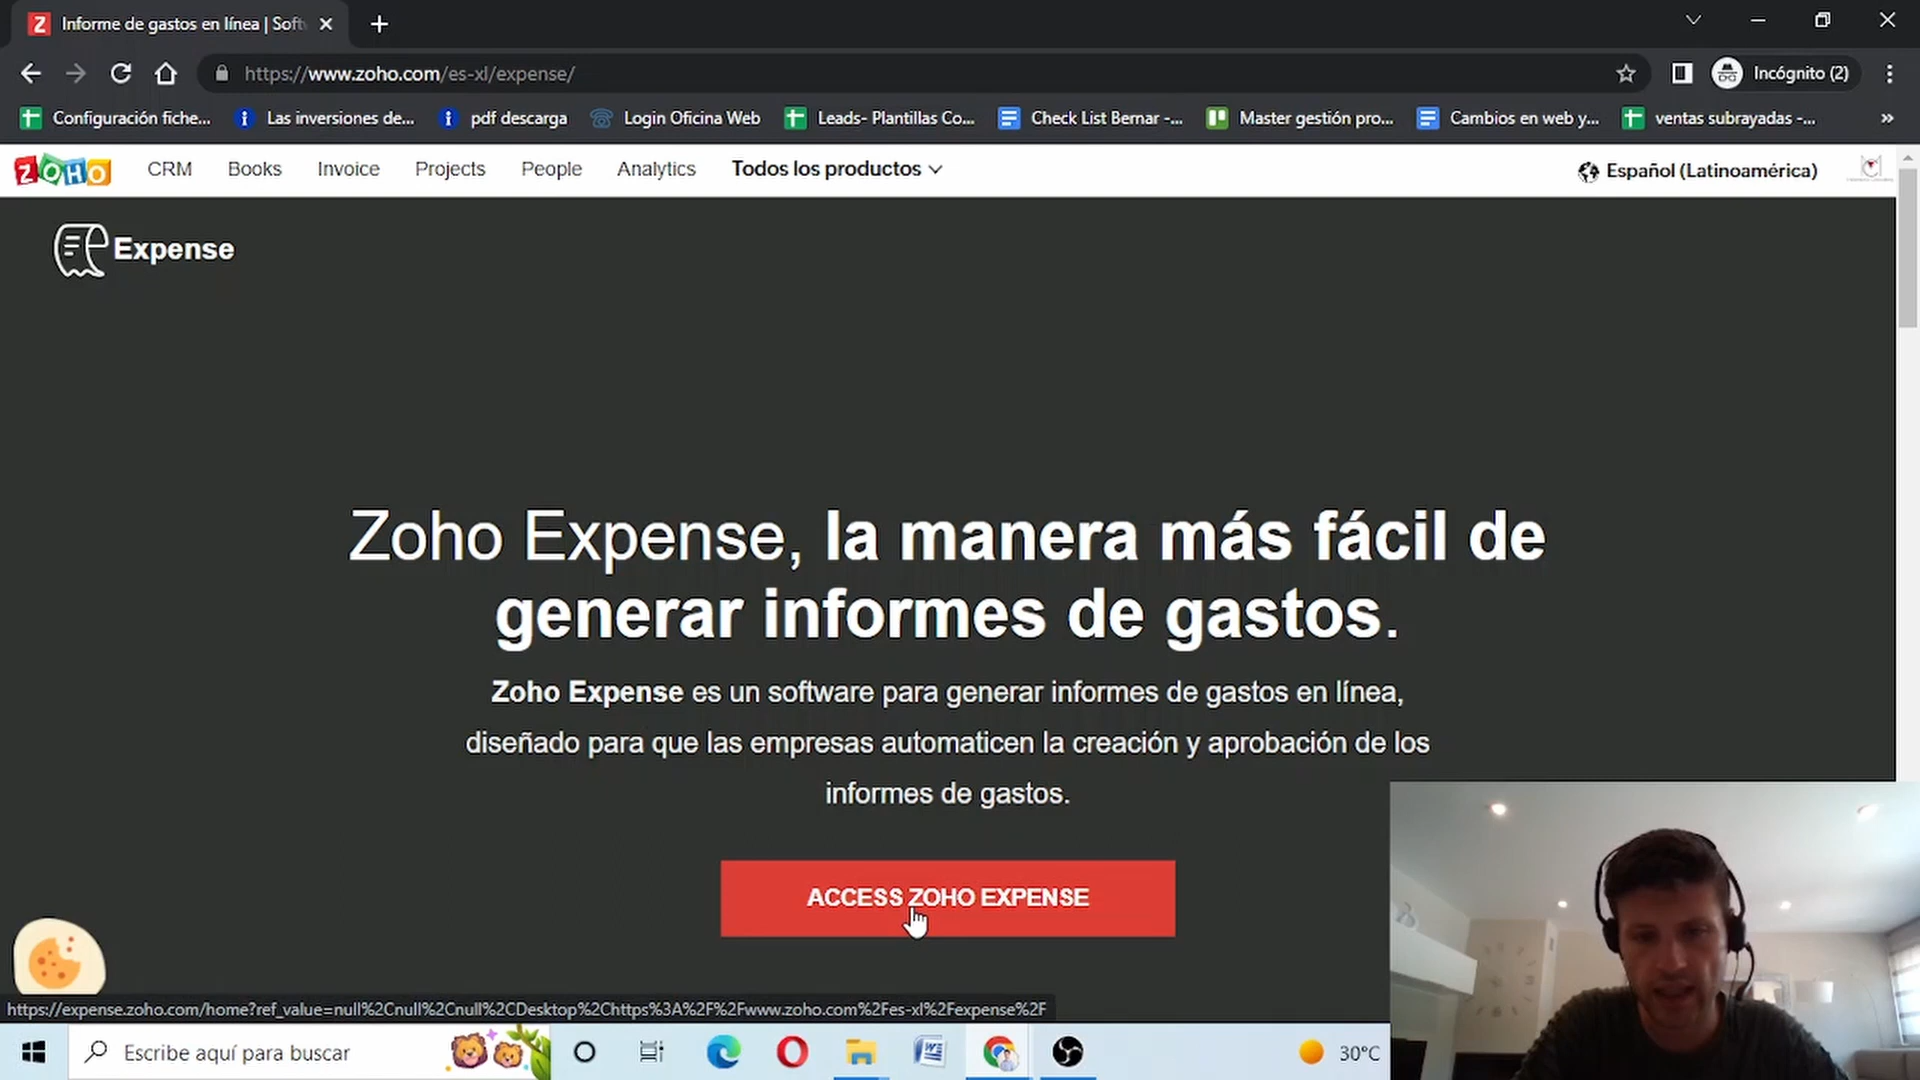 Informe de gastos en línea | Soft
https://www.zoho.com/es-xl/expense/
Incógnito (2)
Configuración fiche...
Las inversiones de...
pdf descarga
Login Oficina Web
Leads- Plantillas Co...
Check List Bernar -...
Master gestión pro...
Cambios en web y...
ventas subrayadas -...
ZOHO
CRM
Books
Invoice
Projects
People
Analytics
Todos los productos
Español (Latinoamérica)
Expense
Zoho Expense, la manera más fácil de
generar informes de gastos.
Zoho Expense es un software para generar informes de gastos en línea,
diseñado para que las empresas automaticen la creación y aprobación de los
informes de gastos.
ACCESS ZOHO EXPENSE
https://expense.zoho.com/home?ref_value=null%2Cnull%2Cnull%2CDesktop%2Chttps%3A%2F%2Fwww.zoho.com%2Fes-xl%2Fexpense%2F
Escribe aquí para buscar
30°C